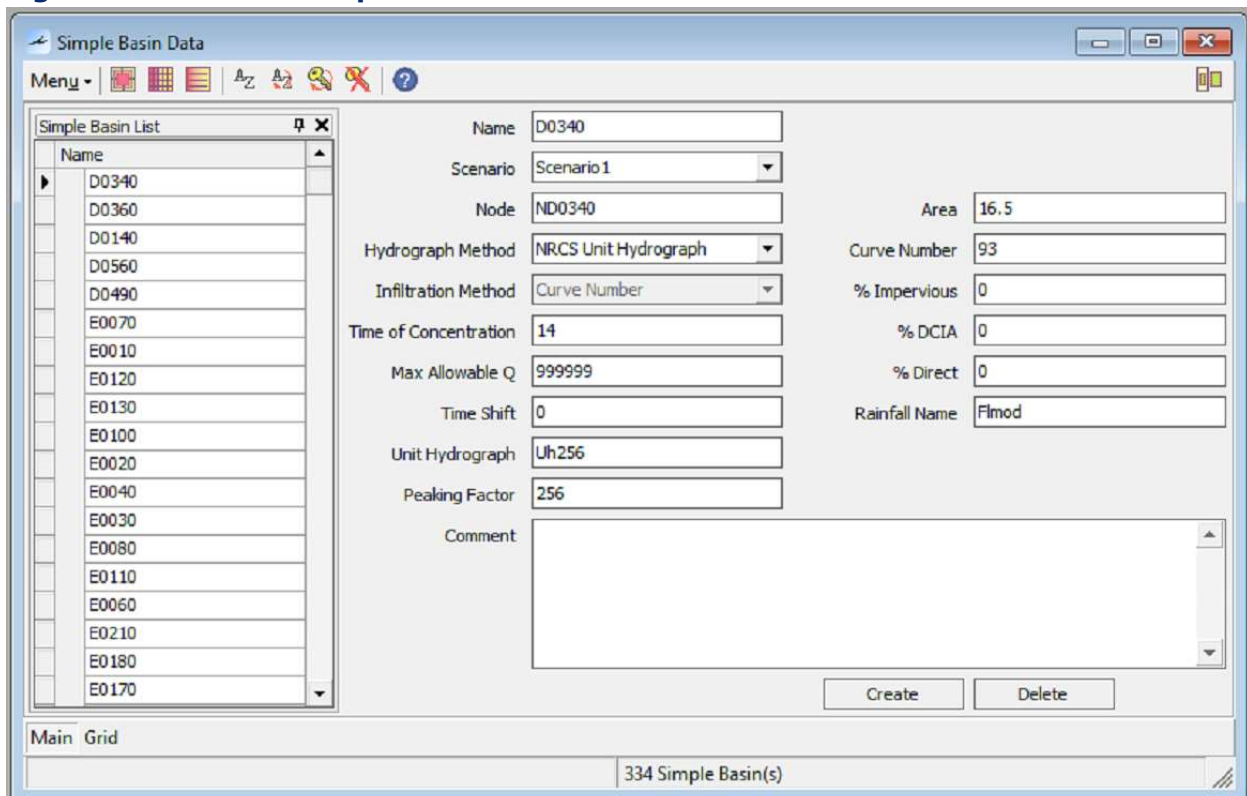 Simple Basin Data
Menu
Simple Basin List
Name
D0340
D0360
D0140
D0560
D0490
E0070
E0010
E0120
E0130
E0100
E0020
E0040
E0030
E0080
E0110
E0060
E0210
E0180
E0170
Name D0340
Scenario Scenario1
Node ND0340
Hydrograph Method NRCS Unit Hydrograph
Infiltration Method Curve Number
Time of Concentration 14
Max Allowable Q 999999
Time Shift 0
Unit Hydrograph Uh256
Peaking Factor 256
Comment
Area 16.5
Curve Number 93
% Impervious 0
% DCIA 0
% Direct 0
Rainfall Name Flmod
Create Delete
Main Grid
334 Simple Basin(s)